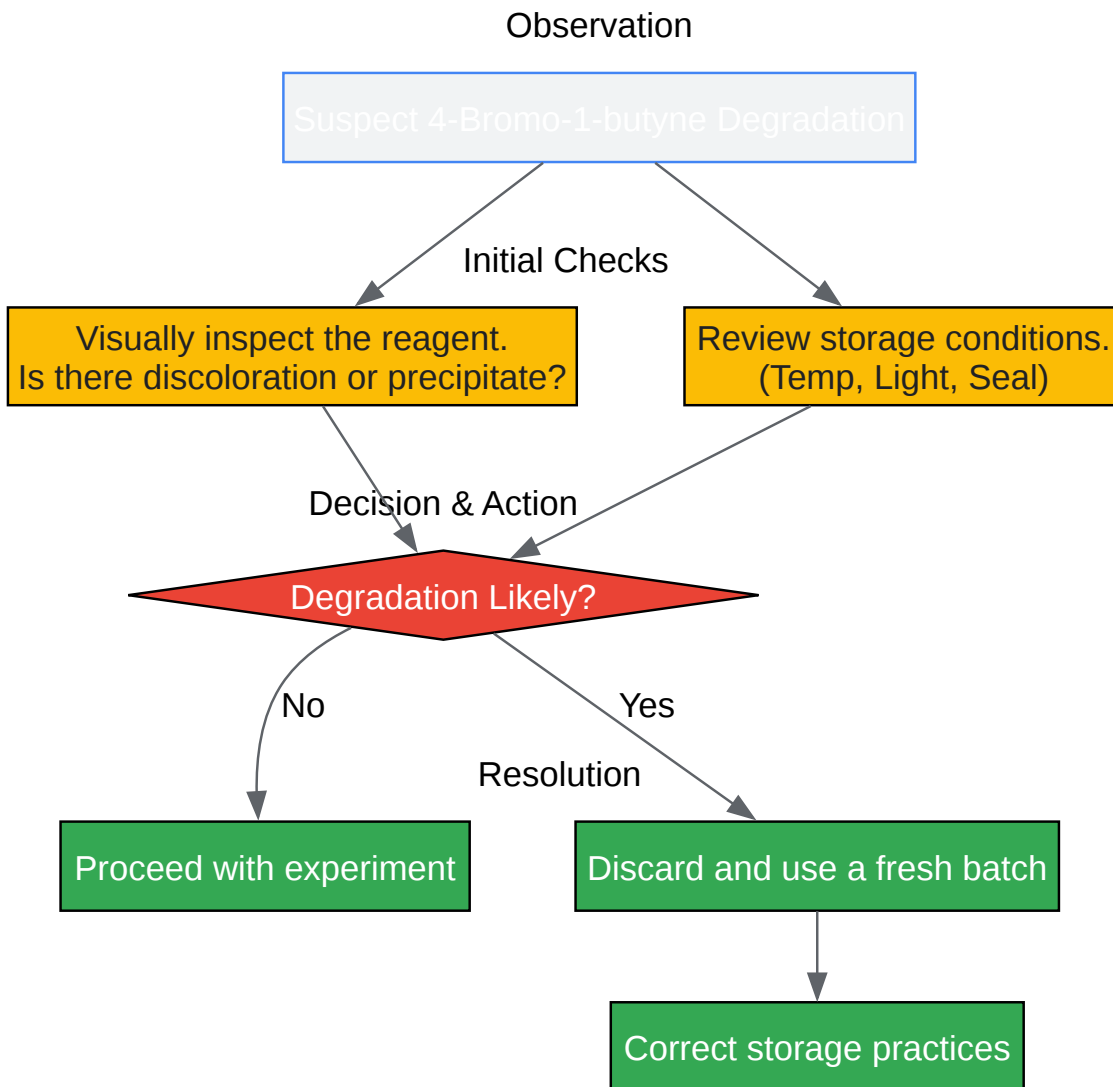 Observation
Suspect 4-Bromo-1-butyne Degradation
Initial Checks
Visually inspect the reagent.
Is there discoloration or precipitate?
Review storage conditions.
(Temp, Light, Seal)
Decision & Action
Degradation Likely?
No
Yes
Resolution
Proceed with experiment
Discard and use a fresh batch
Correct storage practices